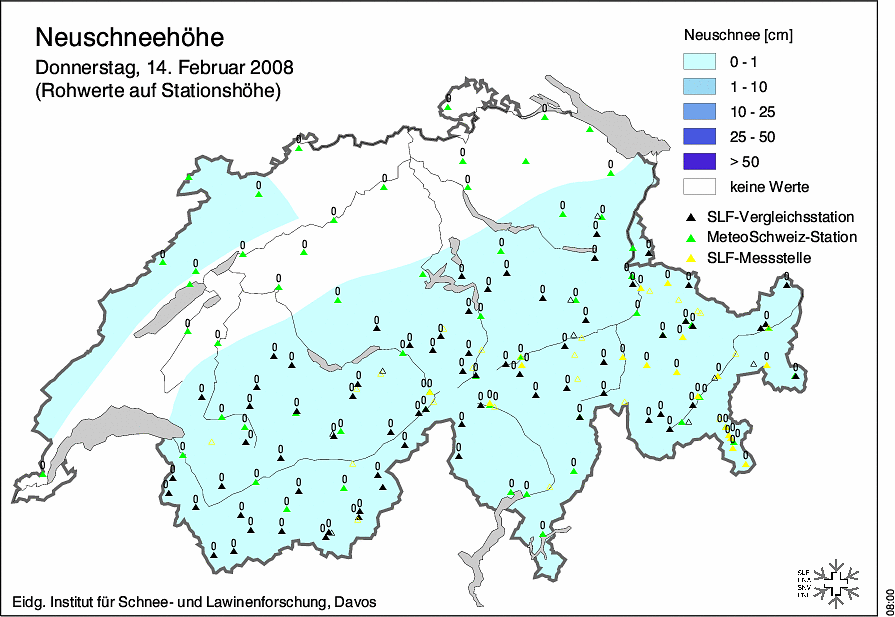 Neuschneehöhe
Donnerstag, 14. Februar 2008
(Rohwerte auf Stationshöhe)
Neuschnee [cm]
0 - 1
1 - 10
10 - 25
25 - 50
> 50
keine Werte
SLF-Vergleichsstation
MeteoSchweiz-Station
SLF-Messstelle
Eidg. Institut für Schnee- und Lawinenforschung, Davos
SLF
08:00